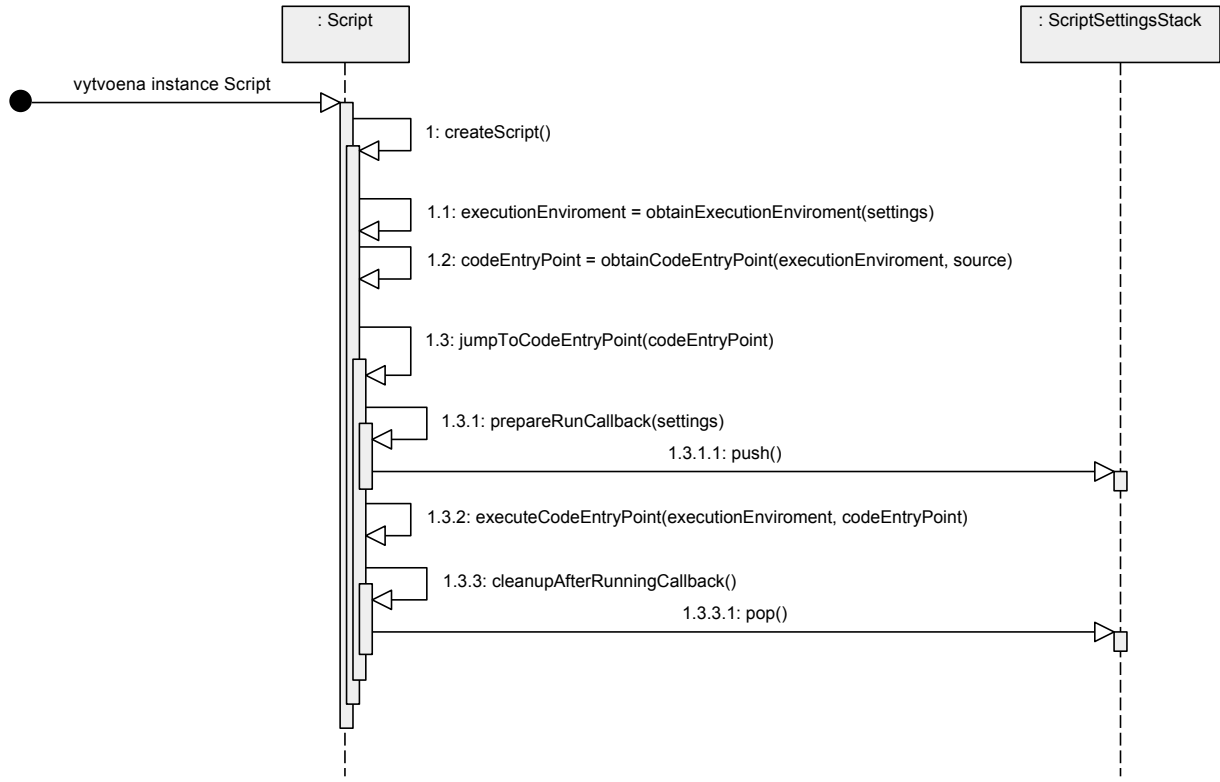 : Script
: ScriptSettingsStack
vytvoena instance Script
1: createScript()
1.1: executionEnviroment = obtainExecutionEnviroment(settings)
1.2: codeEntryPoint = obtainCodeEntryPoint(executionEnviroment, source)
1.3: jumpToCodeEntryPoint(codeEntryPoint)
1.3.1: prepareRunCallback(settings)
1.3.1.1: push()
1.3.2: executeCodeEntryPoint(executionEnviroment, codeEntryPoint)
1.3.3: cleanupAfterRunningCallback()
1.3.3.1: pop()